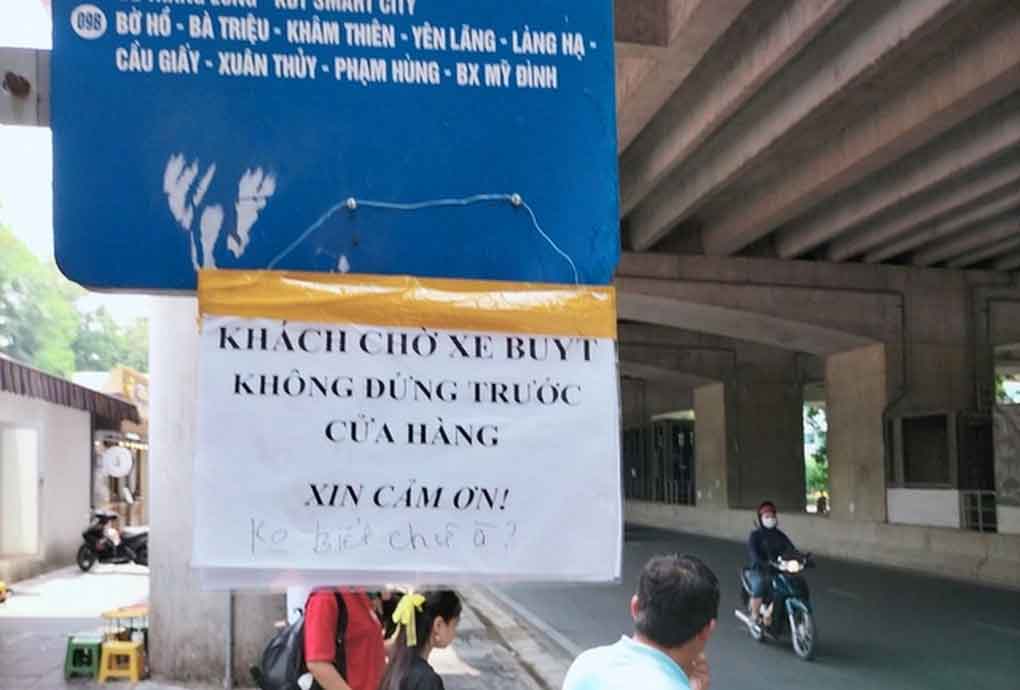 09B
BỜ HỒ - BÀ TRIỆU - KHÂM THIÊN - YÊN LÃNG - LÁNG HẠ -
CẦU GIẤY - XUÂN THỦY - PHẠM HÙNG - BX MỸ ĐÌNH
KHÁCH CHỜ XE BUÝT
KHÔNG ĐỨNG TRƯỚC
CỬA HÀNG
XIN CẢM ƠN!
Ko biết chữ à?